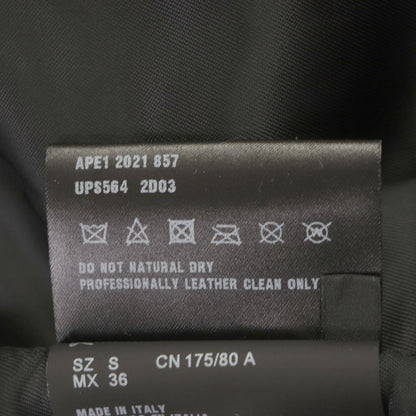 APE1 2021 857
UPS564 2D03
DO NOT NATURAL DRY
PROFESSIONALLY LEATHER CLEAN ONLY
SZ S CN 175/80 A
MX 36
MADE IN ITALY